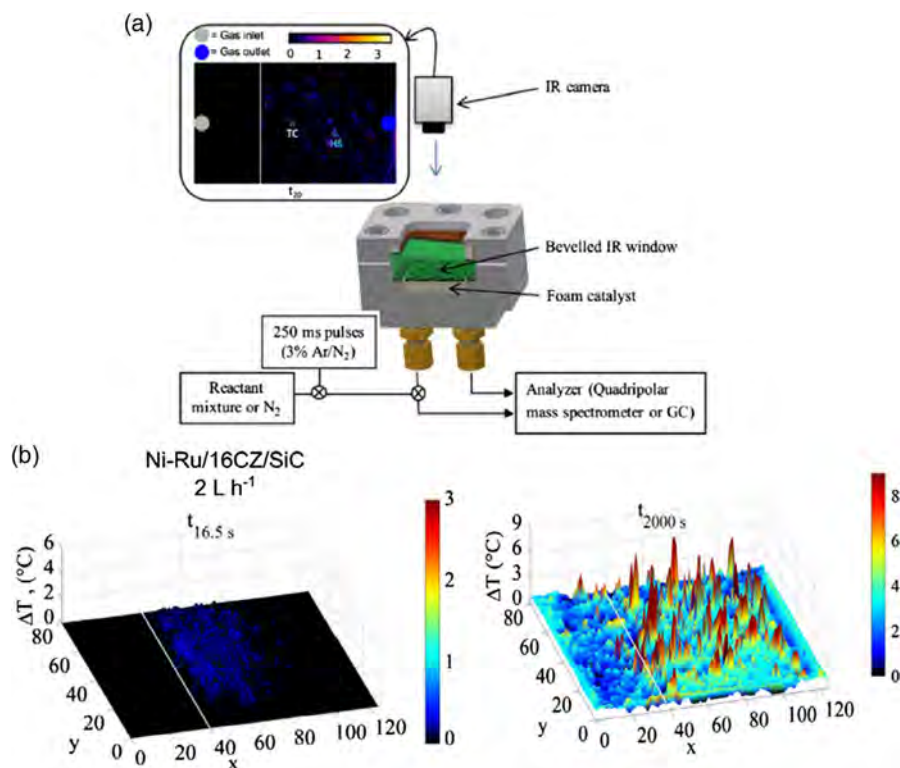 (a)
= Gas inlet
= Gas outlet
0 1 2 3
TC
HS
t20
IR camera
Bevelled IR window
Foam catalyst
250 ms pulses
(3% Ar/N2)
Reactant
mixture or N2
Analyzer (Quadripolar
mass spectrometer or GC)
(b)
Ni-Ru/16CZ/SiC
2 L h-1
t16.5 s
ΔT , (°C)
6
4
2
0
80
60
40
20
0
y
0 20 40 60 80 100 120
x
3
2
1
0
t2000 s
ΔT (°C)
9
6
3
0
80
60
40
20
0
y
0 20 40 60 80 100 120
x
8
6
4
2
0